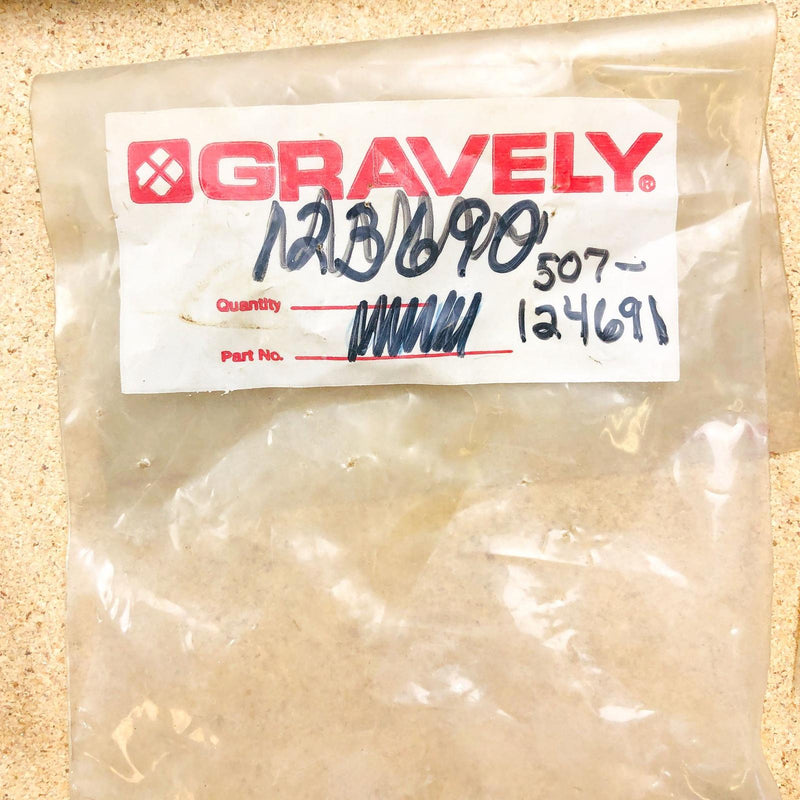 GRAVELY®
123690
507-
Quantity
124691
Part No.